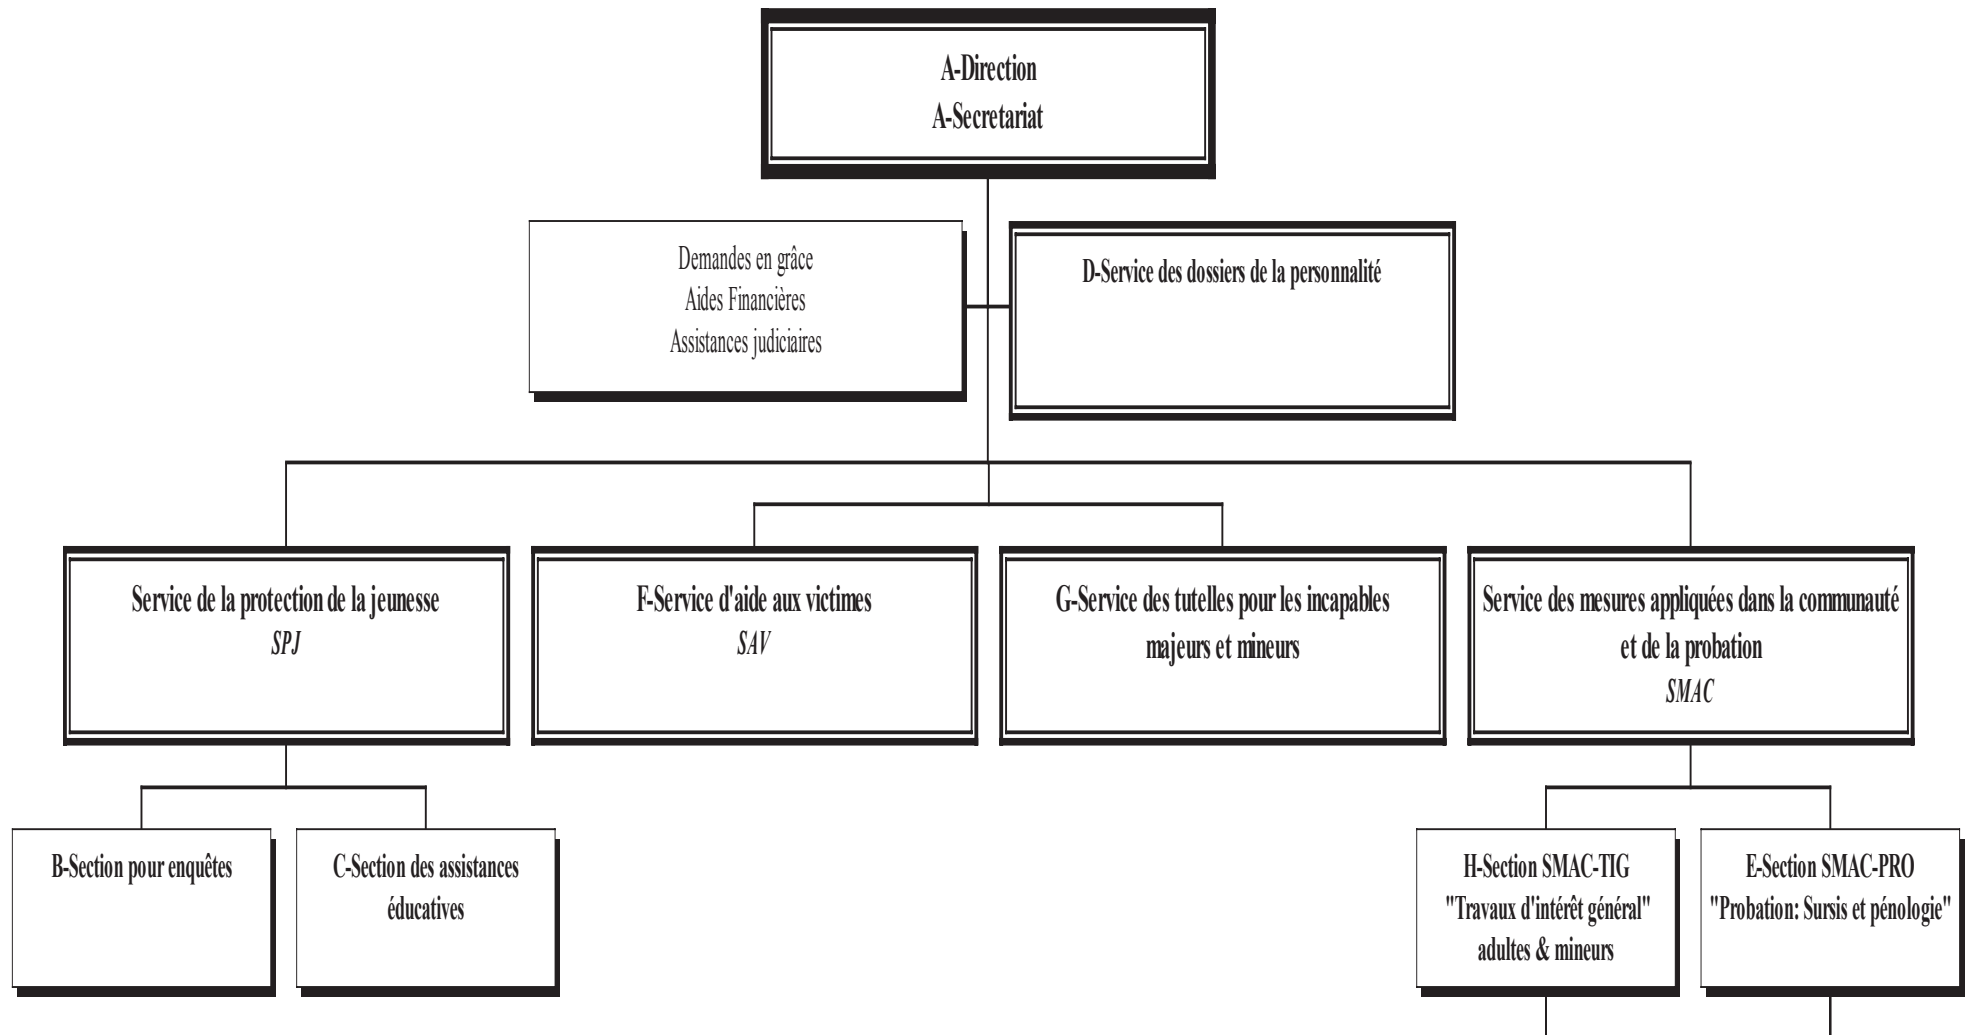 A-Direction
A-Secretariat
Demandes en grâce
Aides Financières
Assistances judiciaires
D-Service des dossiers de la personnalité
Service de la protection de la jeunesse
SPJ
F-Service d'aide aux victimes
SAV
G-Service des tutelles pour les incapables
majeurs et mineurs
Service des mesures appliquées dans la communauté
et de la probation
SMAC
B-Section pour enquêtes
C-Section des assistances
éducatives
H-Section SMAC-TIG
"Travaux d'intérêt général"
adultes & mineurs
E-Section SMAC-PRO
"Probation: Sursis et pénologie"